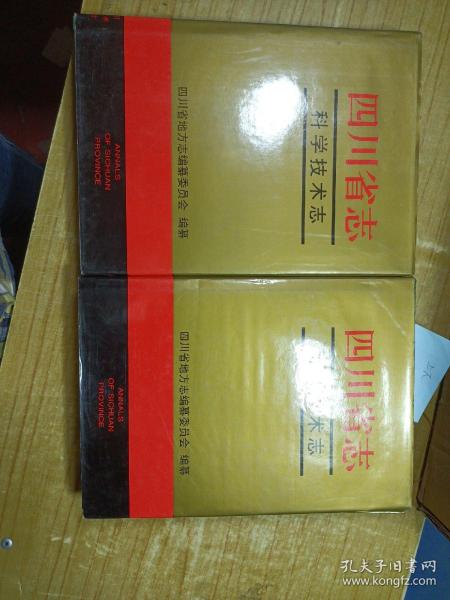 四川省志
科学技术志
四川省地方志编纂委员会 编纂
ANNALS
OF SICHUAN
PROVINCE
四川省志
术志
四川省地方志编纂委员会 编纂
ANNALS
OF SICHUAN
PROVINCE
孔夫子旧书网
www.kongfz.com